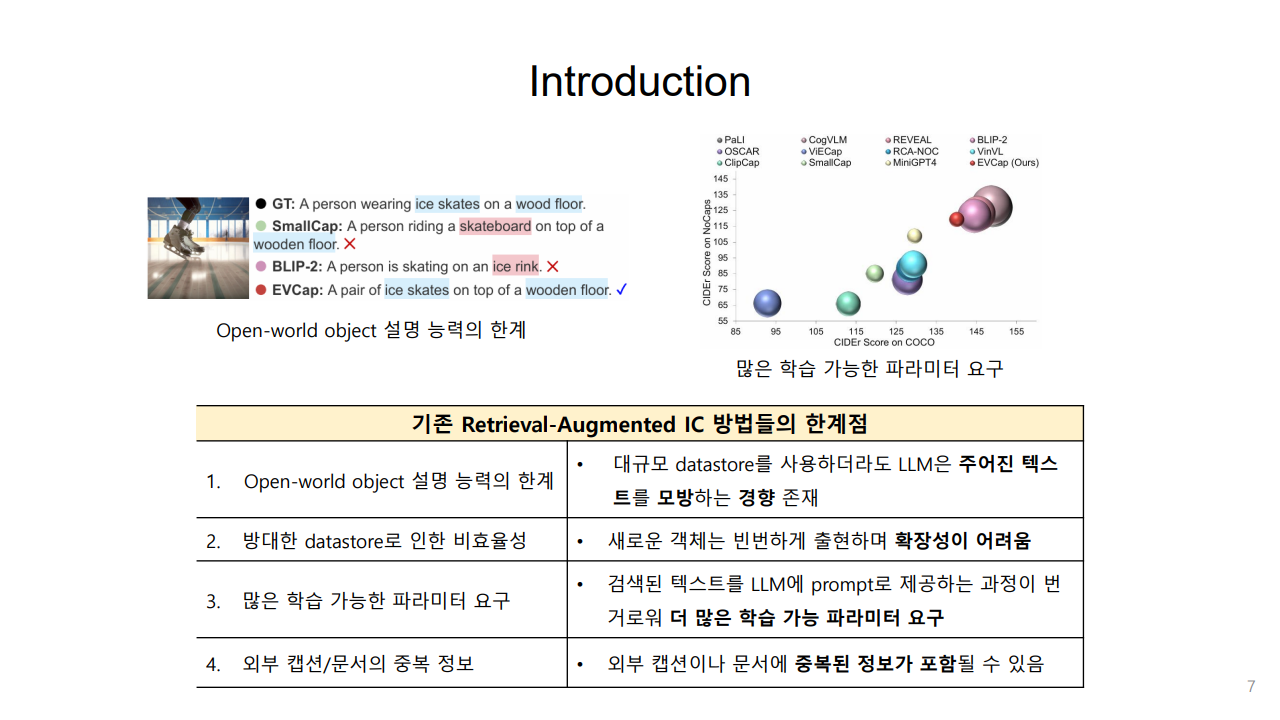 Introduction
GT: A person wearing ice skates on a wood floor.
SmallCap: A person riding a skateboard on top of a
wooden floor. ✗
BLIP-2: A person is skating on an ice rink. ✗
EVCap: A pair of ice skates on top of a wooden floor. ✓
Open-world object 설명 능력의 한계
PaLI CogVLM REVEAL BLIP-2
OSCAR ViECap RCA-NOC VinVL
ClipCap SmallCap MiniGPT4 EVCap (Ours)
CIDEr Score on NoCaps
145
135
125
115
105
95
85
75
65
55
85 95 105 115 125 135 145 155
CIDEr Score on COCO
많은 학습 가능한 파라미터 요구
기존 Retrieval-Augmented IC 방법들의 한계점
1. Open-world object 설명 능력의 한계
• 대규모 datastore를 사용하더라도 LLM은 주어진 텍스
트를 모방하는 경향 존재
2. 방대한 datastore로 인한 비효율성
• 새로운 객체는 빈번하게 출현하며 확장성이 어려움
3. 많은 학습 가능한 파라미터 요구
• 검색된 텍스트를 LLM에 prompt로 제공하는 과정이 번
거로워 더 많은 학습 가능 파라미터 요구
4. 외부 캡션/문서의 중복 정보
• 외부 캡션이나 문서에 중복된 정보가 포함될 수 있음
7